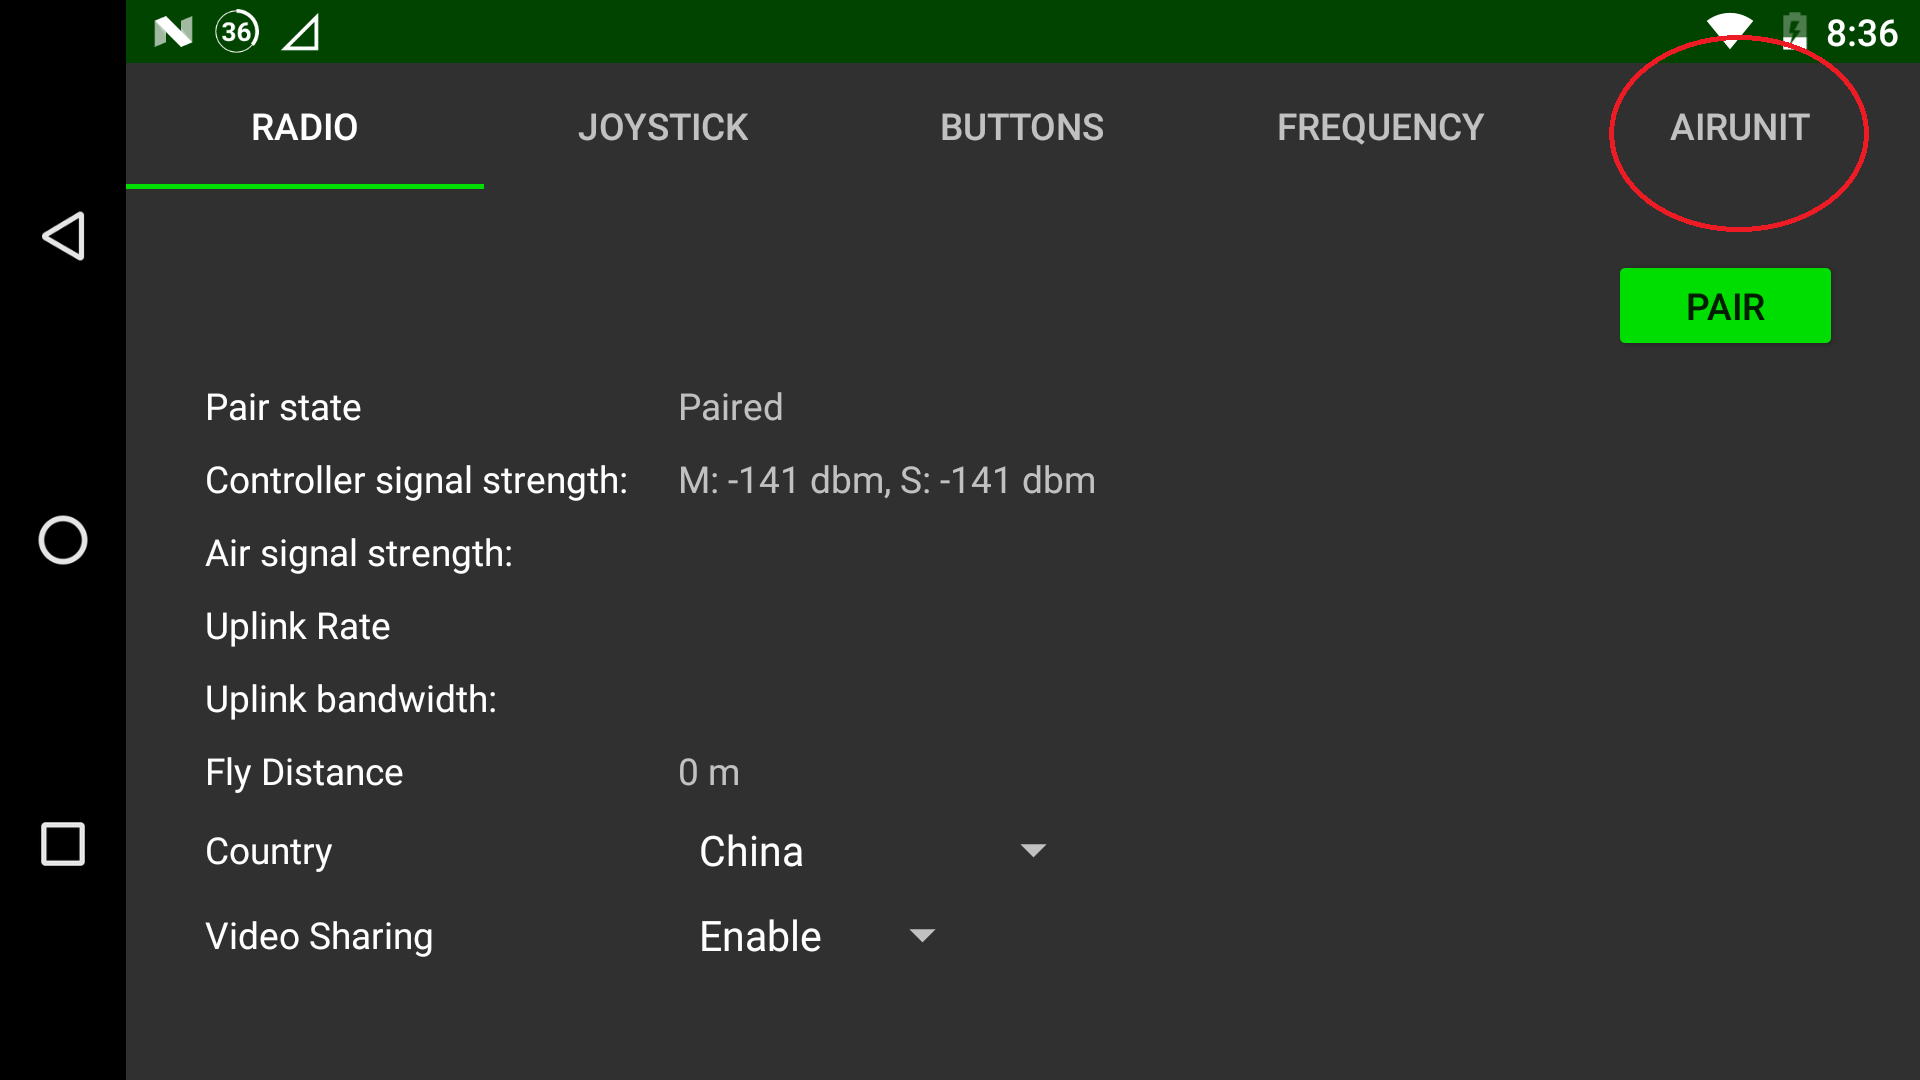 36 8:36
RADIO JOYSTICK BUTTONS FREQUENCY AIRUNIT
PAIR
Pair state Paired
Controller signal strength: M: -141 dbm, S: -141 dbm
Air signal strength:
Uplink Rate
Uplink bandwidth:
Fly Distance 0 m
Country China
Video Sharing Enable